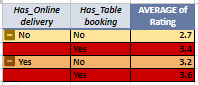 Has_Online delivery Has_Table booking AVERAGE of Rating
No No 2.7
Yes 3.4
Yes No 3.2
Yes 3.6